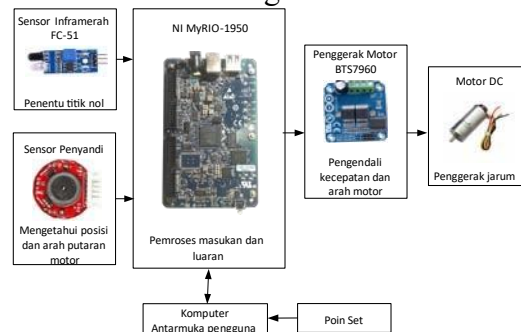 Sensor Inframerah
FC-51
Penentu titik nol
Sensor Penyandi
Mengetahui posisi
dan arah putaran
motor
NI MyRIO-1950
Pemroses masukan dan
luaran
Penggerak Motor
BTS7960
Pengendali
kecepatan dan
arah motor
Motor DC
Penggerak jarum
Komputer
Antarmuka pengguna
Poin Set